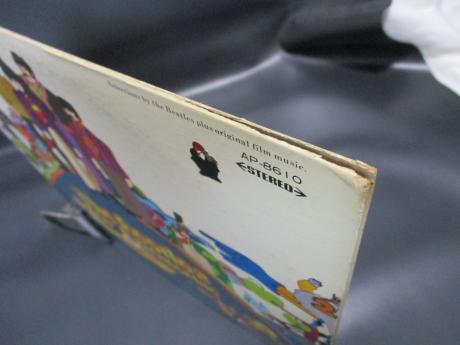 Selections by the Beatles plus original film music.
AP-8610
STEREO